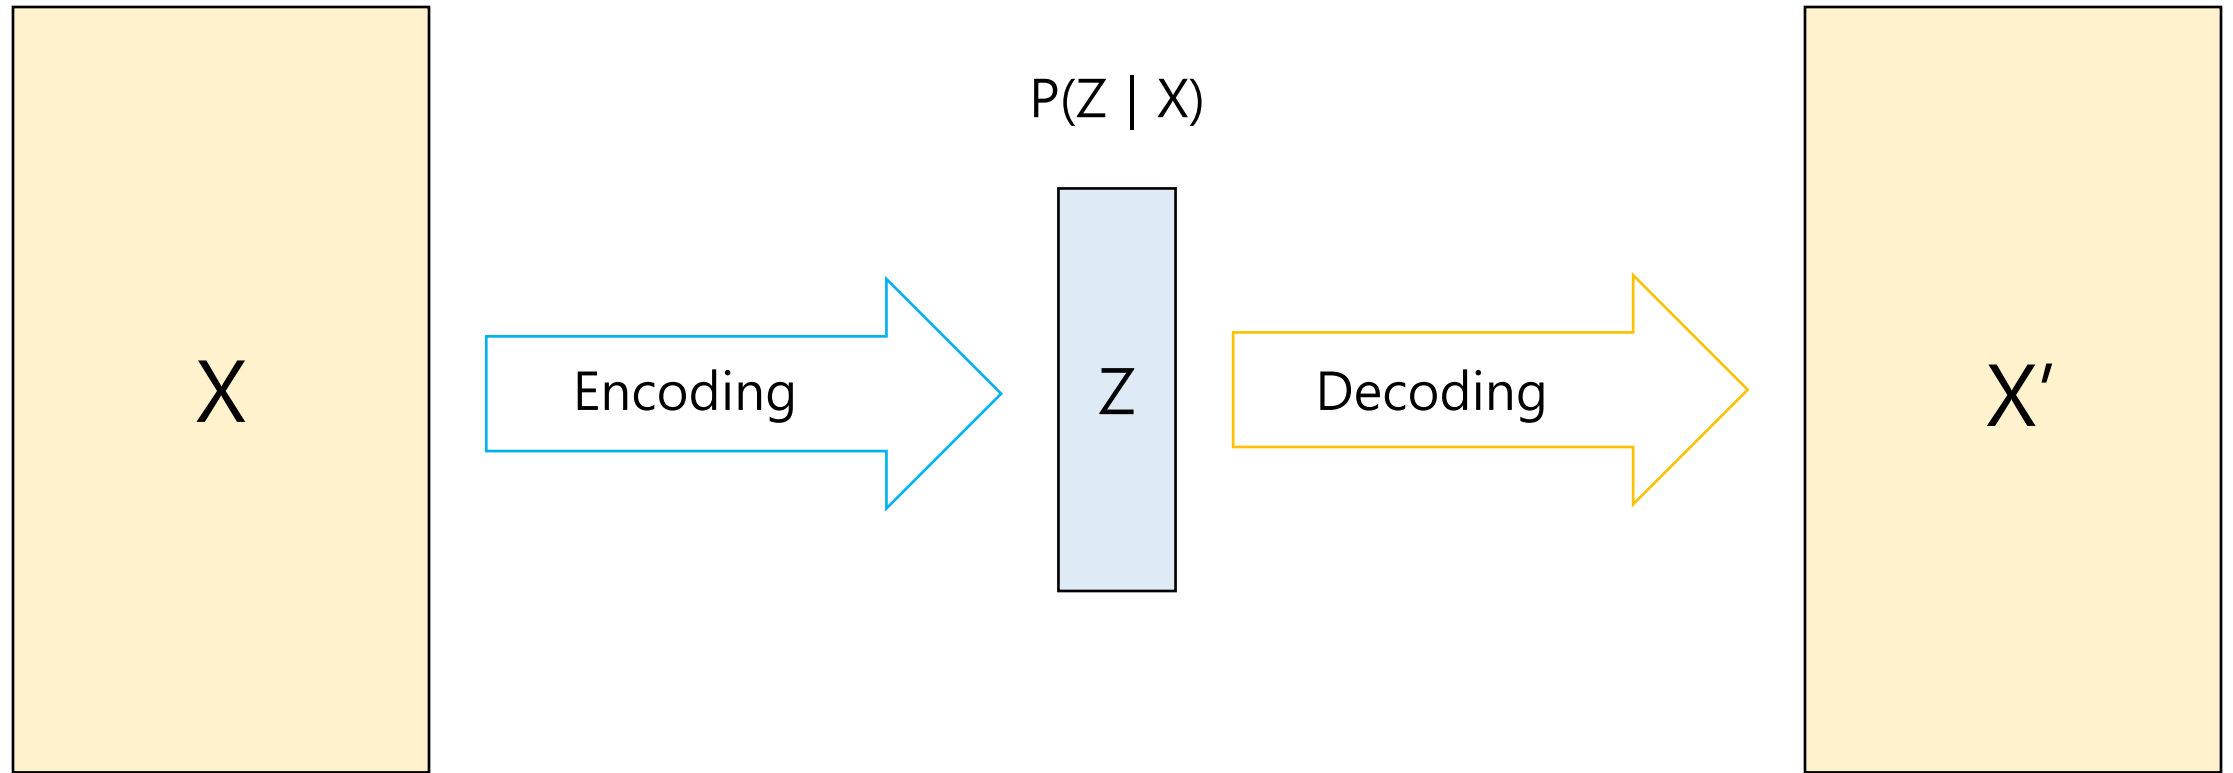 P(Z | X)
X
Encoding
Z
Decoding
X′